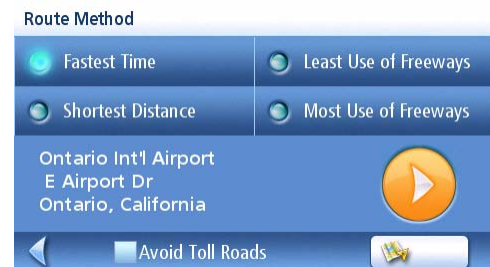 Route Method
Fastest Time
Least Use of Freeways
Shortest Distance
Most Use of Freeways
Ontario Int'l Airport
E Airport Dr
Ontario, California
Avoid Toll Roads